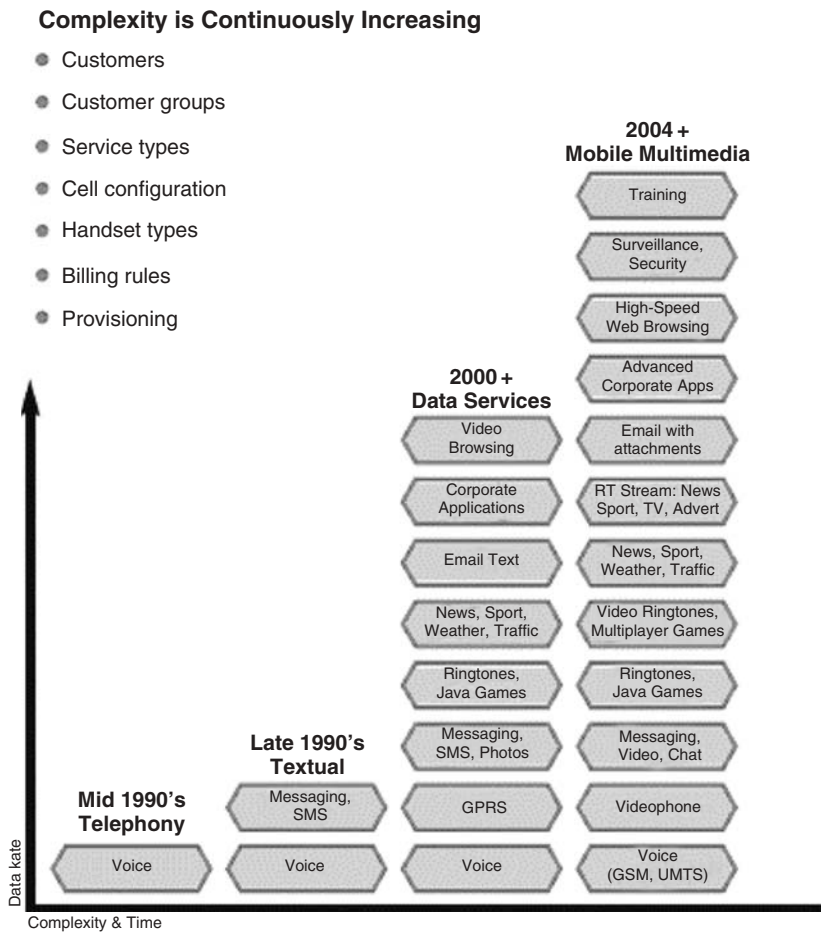 Complexity is Continuously Increasing
Customers
Customer groups
Service types
Cell configuration
Handset types
Billing rules
Provisioning
2004 +
Mobile Multimedia
Training
Surveillance,
Security
High-Speed
Web Browsing
Advanced
Corporate Apps
Email with
attachments
RT Stream: News
Sport, TV, Advert
News, Sport,
Weather, Traffic
Video Ringtones,
Multiplayer Games
Ringtones,
Java Games
Messaging,
Video, Chat
Videophone
Voice
(GSM, UMTS)
2000 +
Data Services
Video
Browsing
Corporate
Applications
Email Text
News, Sport,
Weather, Traffic
Ringtones,
Java Games
Messaging,
SMS, Photos
GPRS
Voice
Late 1990's
Textual
Messaging,
SMS
Voice
Mid 1990's
Telephony
Voice
Data kate
Complexity & Time